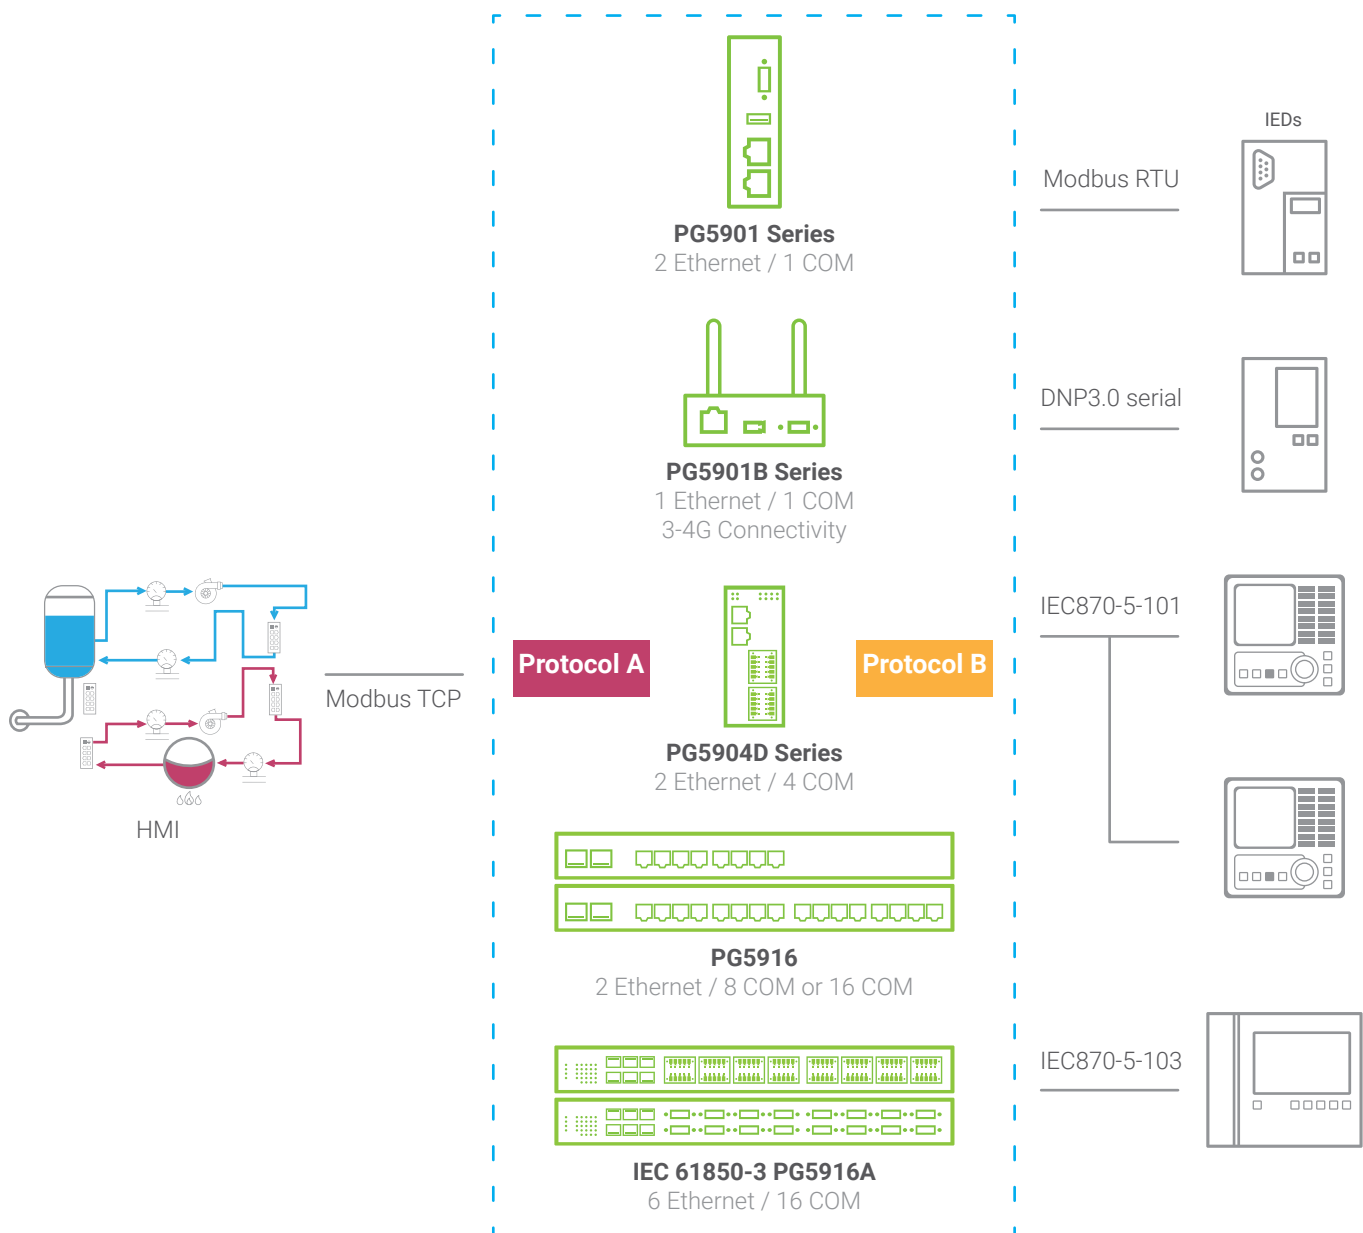 IEDs
Modbus RTU
PG5901 Series
2 Ethernet / 1 COM
DNP3.0 serial
PG5901B Series
1 Ethernet / 1 COM
3-4G Connectivity
IEC870-5-101
Protocol A
Protocol B
Modbus TCP
PG5904D Series
2 Ethernet / 4 COM
HMI
PG5916
2 Ethernet / 8 COM or 16 COM
IEC870-5-103
IEC 61850-3 PG5916A
6 Ethernet / 16 COM